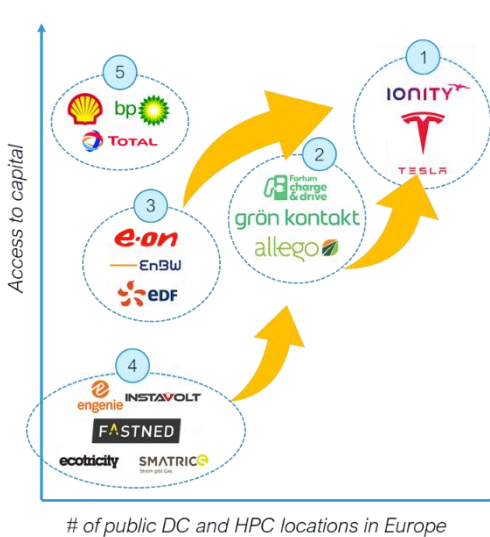 Access to capital
1
IONITY
TESLA
5
bp
TOTAL
2
Fortum
charge
& drive
grön kontakt
allego
3
e·on
EnBW
eDF
4
engenie
INSTAVOLT
FASTNED
ecotricity
SMATRICS
Strom gibt Gas.
# of public DC and HPC locations in Europe